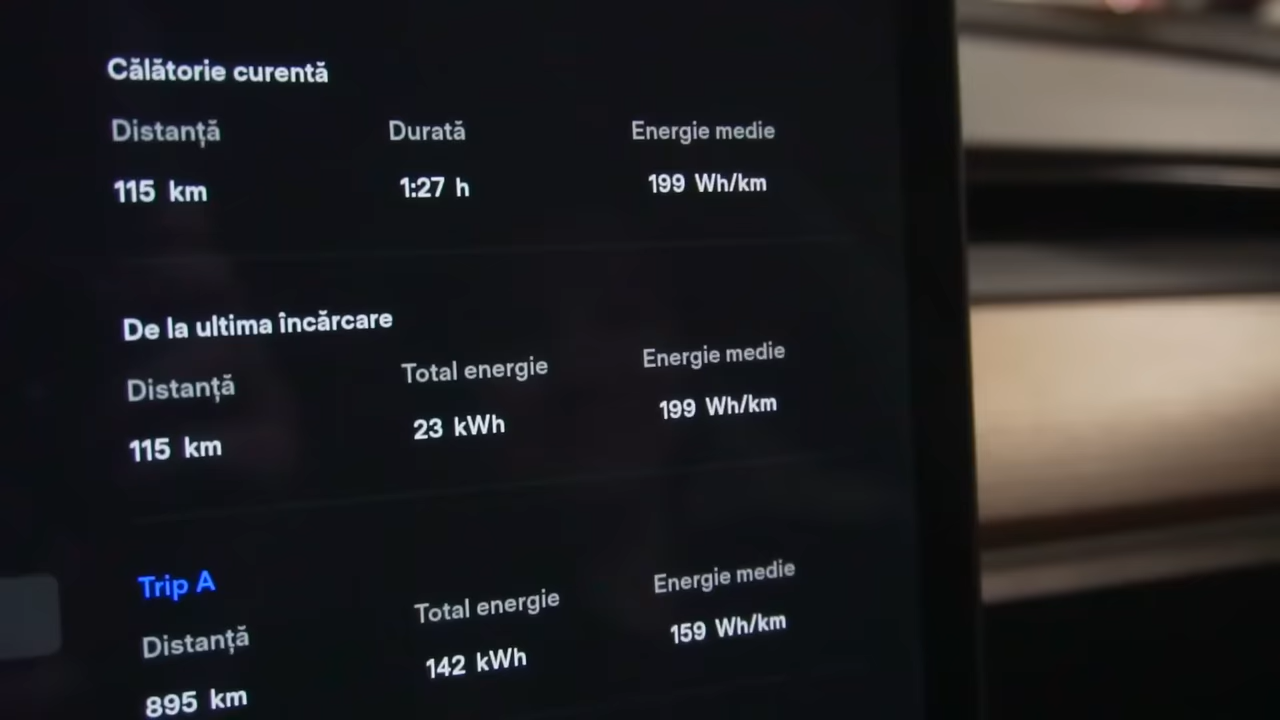 Călătorie curentă
Distanță Durată Energie medie
115 km 1:27 h 199 Wh/km
De la ultima încărcare
Distanță Total energie Energie medie
115 km 23 kWh 199 Wh/km
Trip A
Distanță Total energie Energie medie
895 km 142 kWh 159 Wh/km